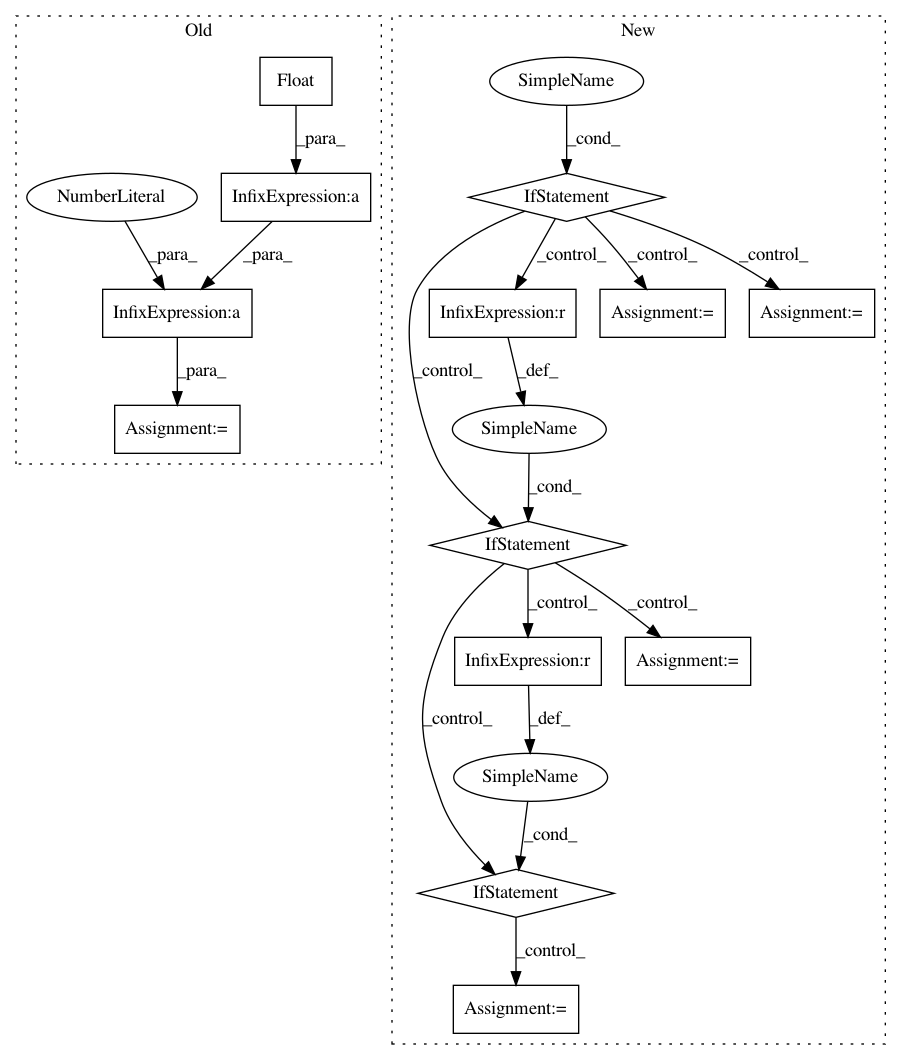 Old
New
Float
SimpleName
_para_
_cond_
NumberLiteral
InfixExpression:a
IfStatement
_para_
_para_
_control_
_control_
_control_
InfixExpression:a
InfixExpression:r
Assignment:=
Assignment:=
_para_
_control_
_def_
Assignment:=
SimpleName
_cond_
IfStatement
_control_
_control_
InfixExpression:r
Assignment:=
_control_
_def_
SimpleName
_cond_
IfStatement
_control_
Assignment:=